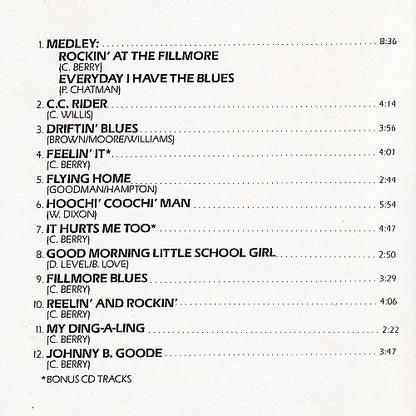 1. MEDLEY: 8:36
ROCKIN' AT THE FILLMORE
(C. BERRY)
EVERYDAY I HAVE THE BLUES
(P. CHATMAN)
2. C.C. RIDER 4:14
(C. WILLIS)
3. DRIFTIN' BLUES 3:56
(BROWN/MOORE/WILLIAMS)
4. FEELIN' IT* 4:01
(C. BERRY)
5. FLYING HOME 2:44
(GOODMAN/HAMPTON)
6. HOOCHI' COOCHI' MAN 5:54
(W. DIXON)
7. IT HURTS ME TOO* 4:47
(C. BERRY)
8. GOOD MORNING LITTLE SCHOOL GIRL 2:50
(D. LEVEL/B. LOVE)
9. FILLMORE BLUES 3:29
(C. BERRY)
10. REELIN' AND ROCKIN' 4:06
(C. BERRY)
11. MY DING-A-LING 2:22
(C. BERRY)
12. JOHNNY B. GOODE 3:47
(C. BERRY)
*BONUS CD TRACKS